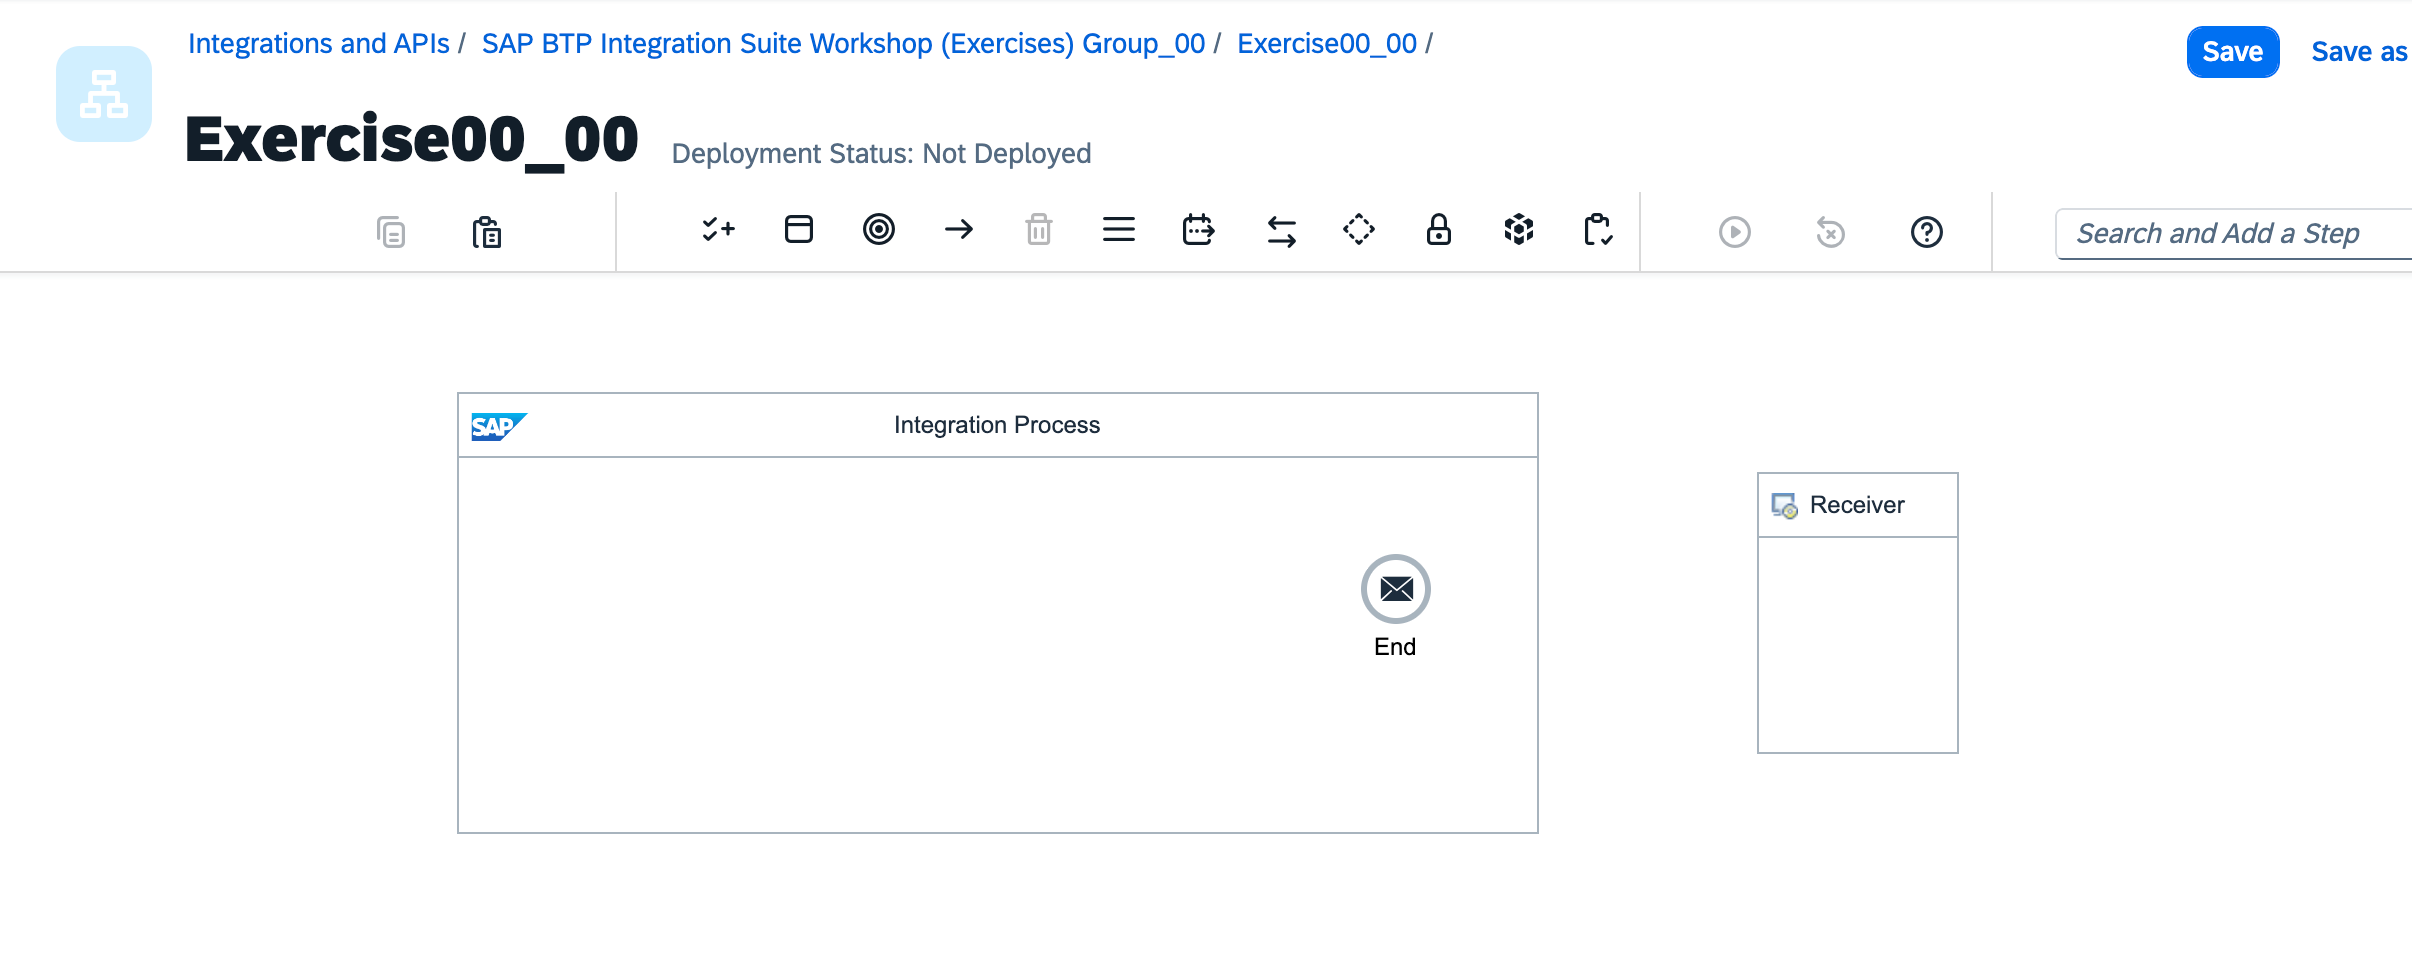 Integrations and APIs / SAP BTP Integration Suite Workshop (Exercises) Group_00 / Exercise00_00 /
Save
Save as
Exercise00_00
Deployment Status: Not Deployed
Search and Add a Step
SAP
Integration Process
Receiver
End